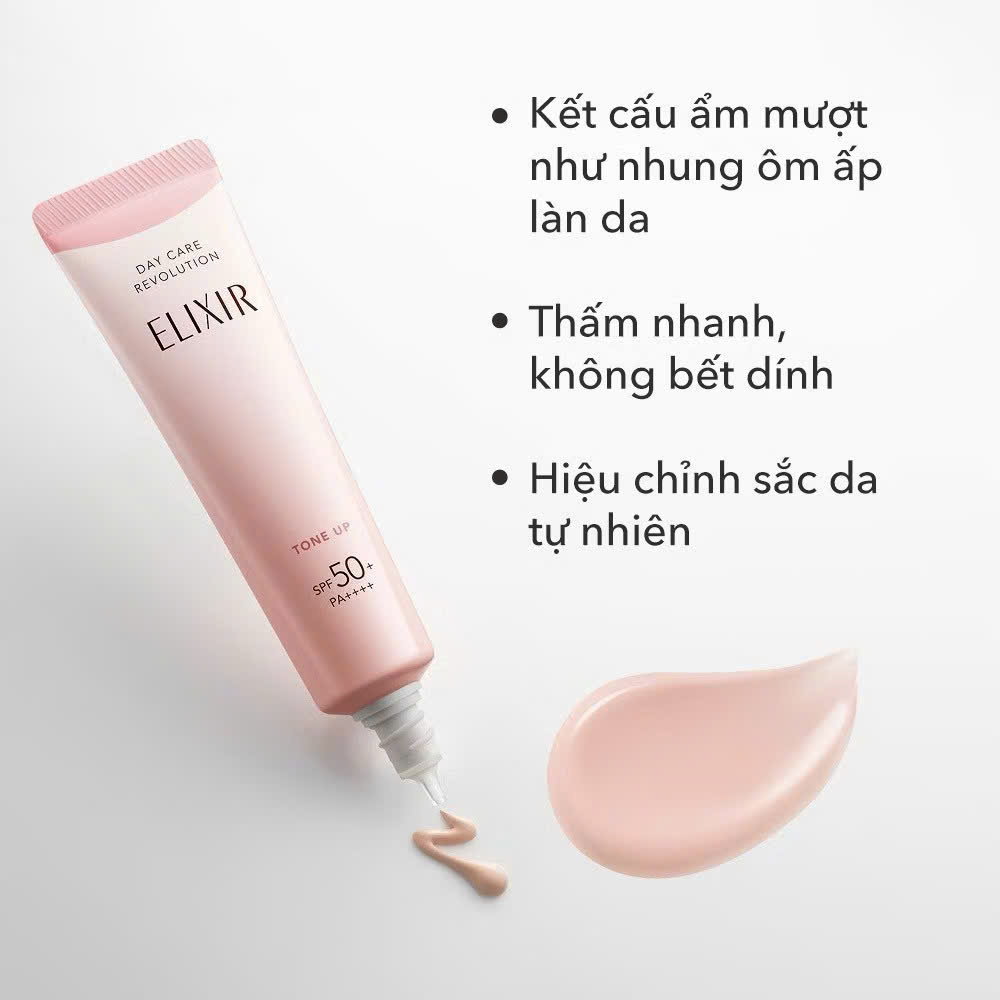 DAY CARE
REVOLUTION
ELIXIR
TONE UP
SPF50+
PA++++
• Kết cấu ẩm mượt
như nhung ôm ấp
làn da
• Thấm nhanh,
không bết dính
• Hiệu chỉnh sắc da
tự nhiên